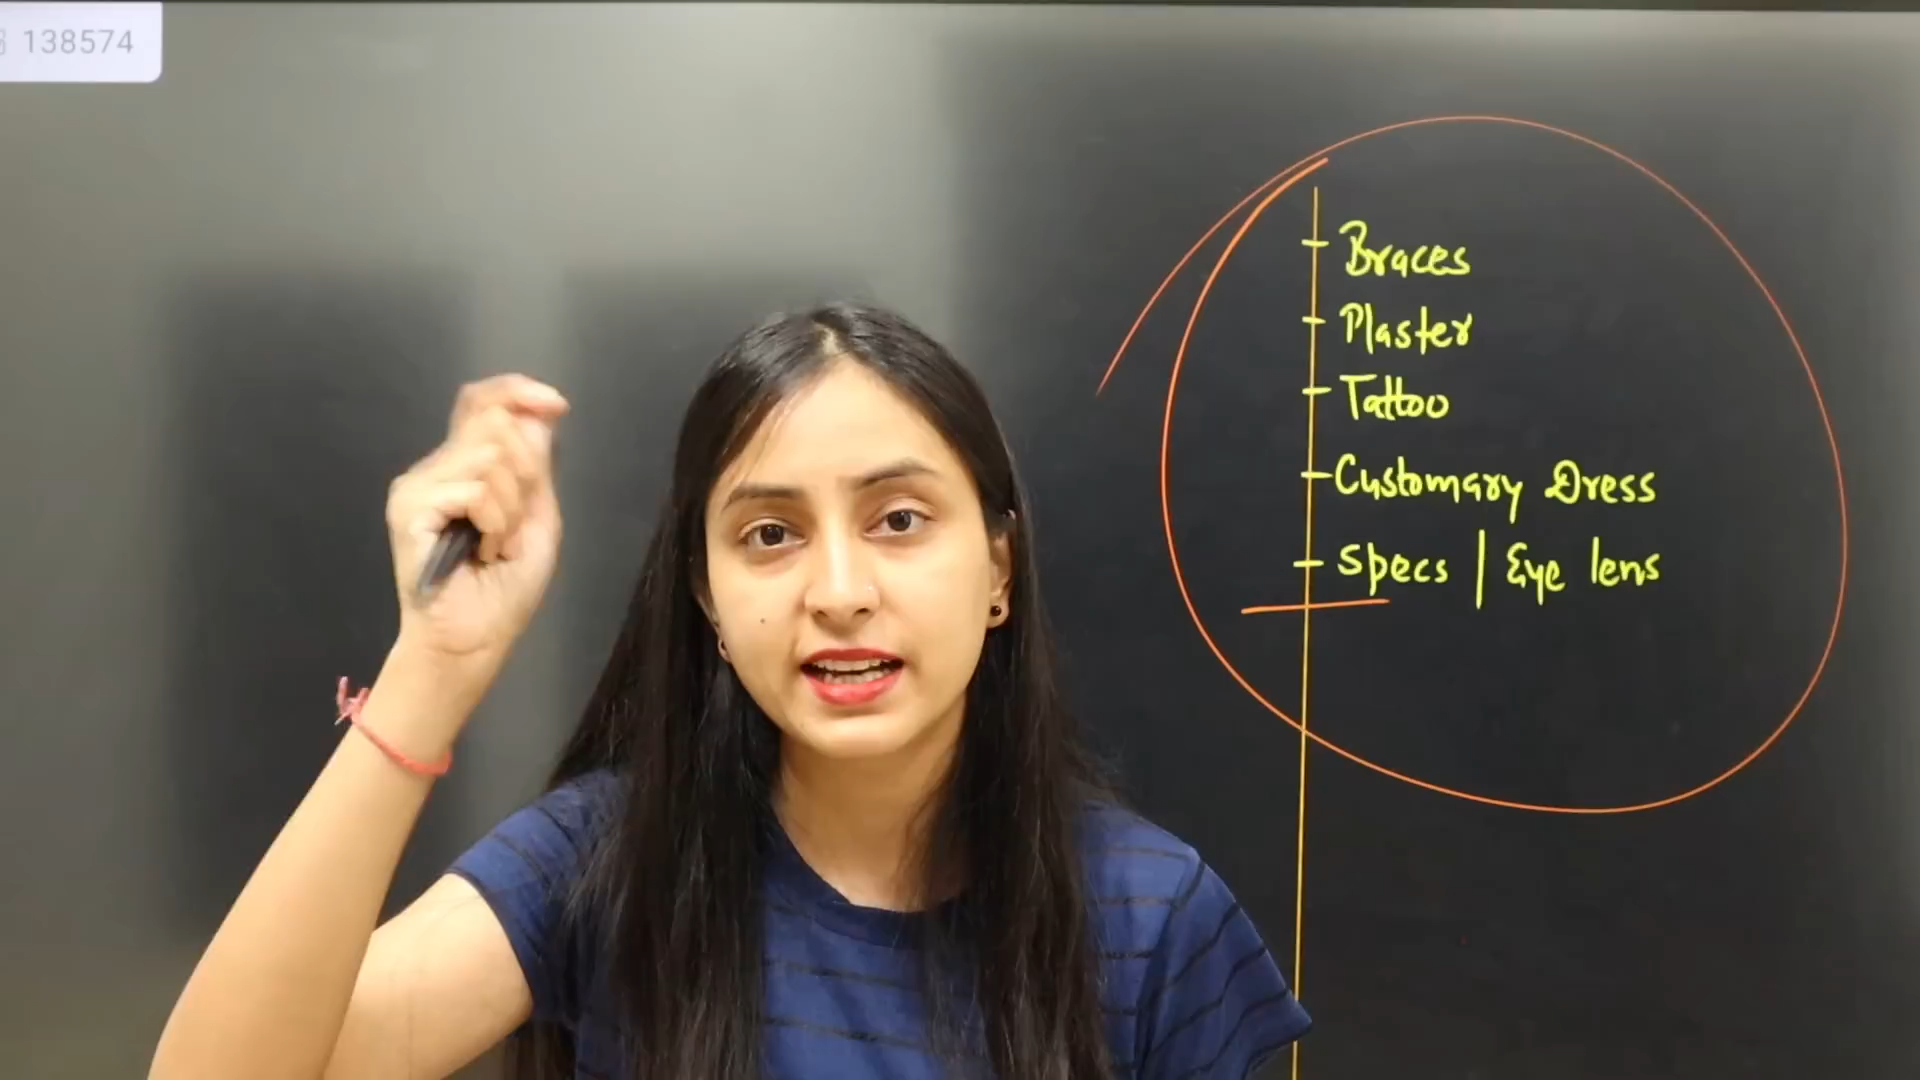 138574
Braces
Plaster
Tattoo
Customary Dress
Specs | Eye lens